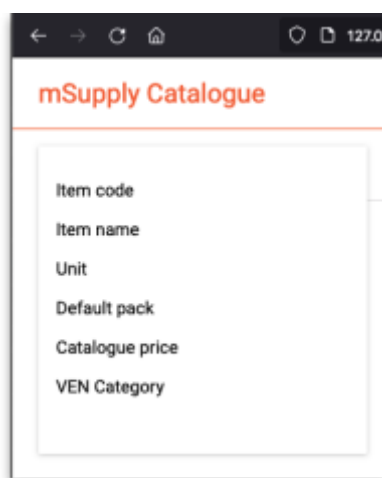 127.0
mSupply Catalogue
Item code
Item name
Unit
Default pack
Catalogue price
VEN Category